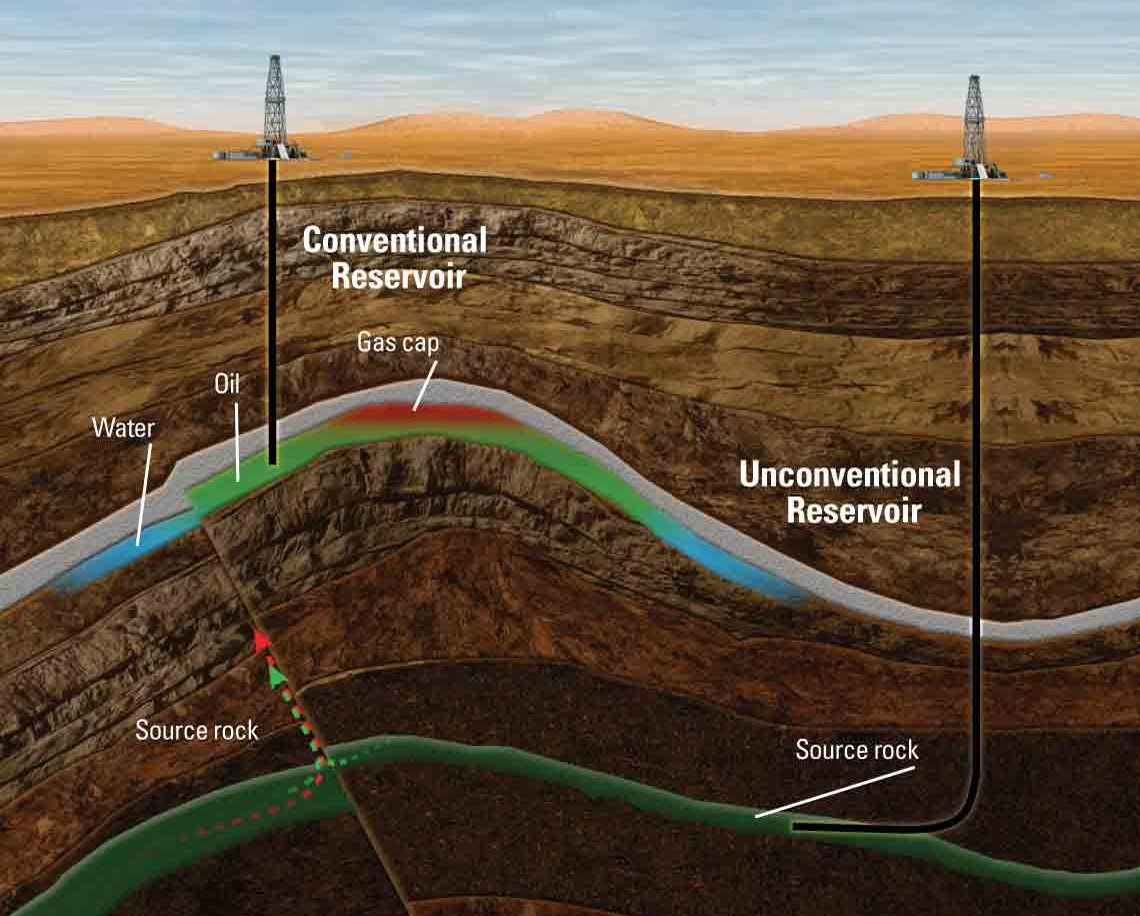 Conventional
Reservoir
Gas cap
Oil
Water
Unconventional
Reservoir
Source rock
Source rock